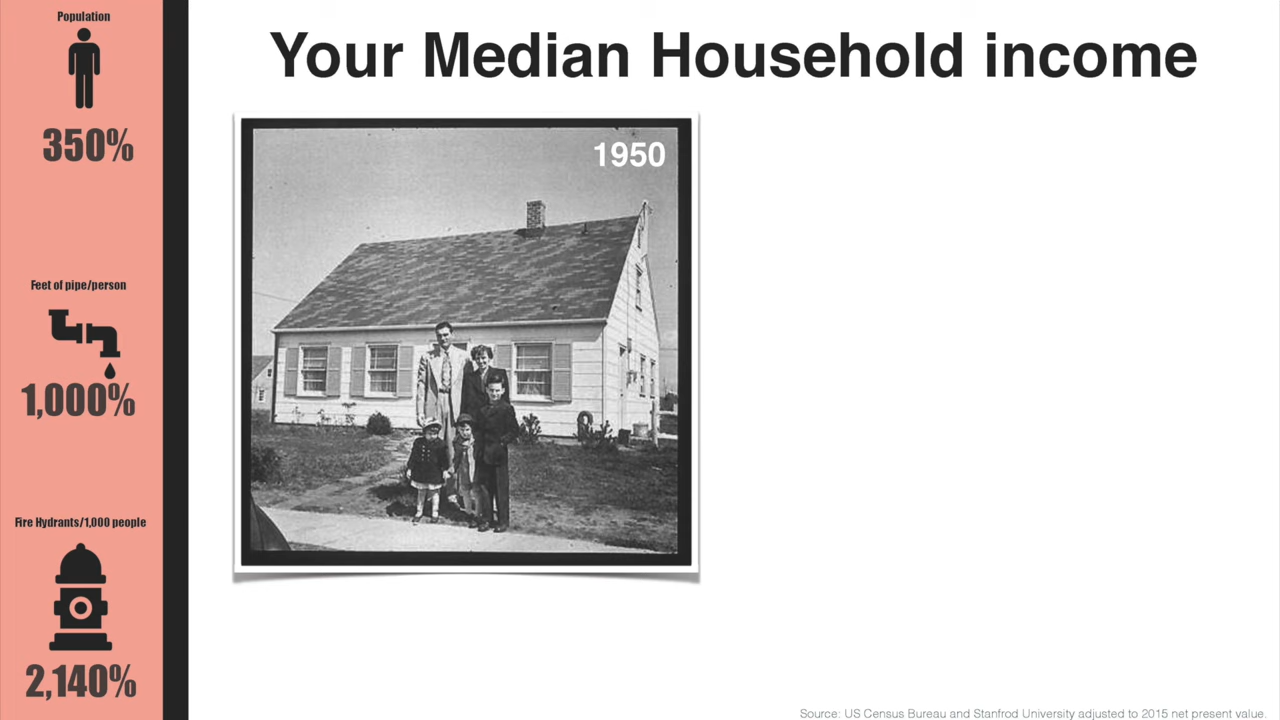 Population
350%
Feet of pipe/person
1,000%
Fire Hydrants/1,000 people
2,140%
Your Median Household income
1950
Source: US Census Bureau and Stanfrod University adjusted to 2015 net present value.